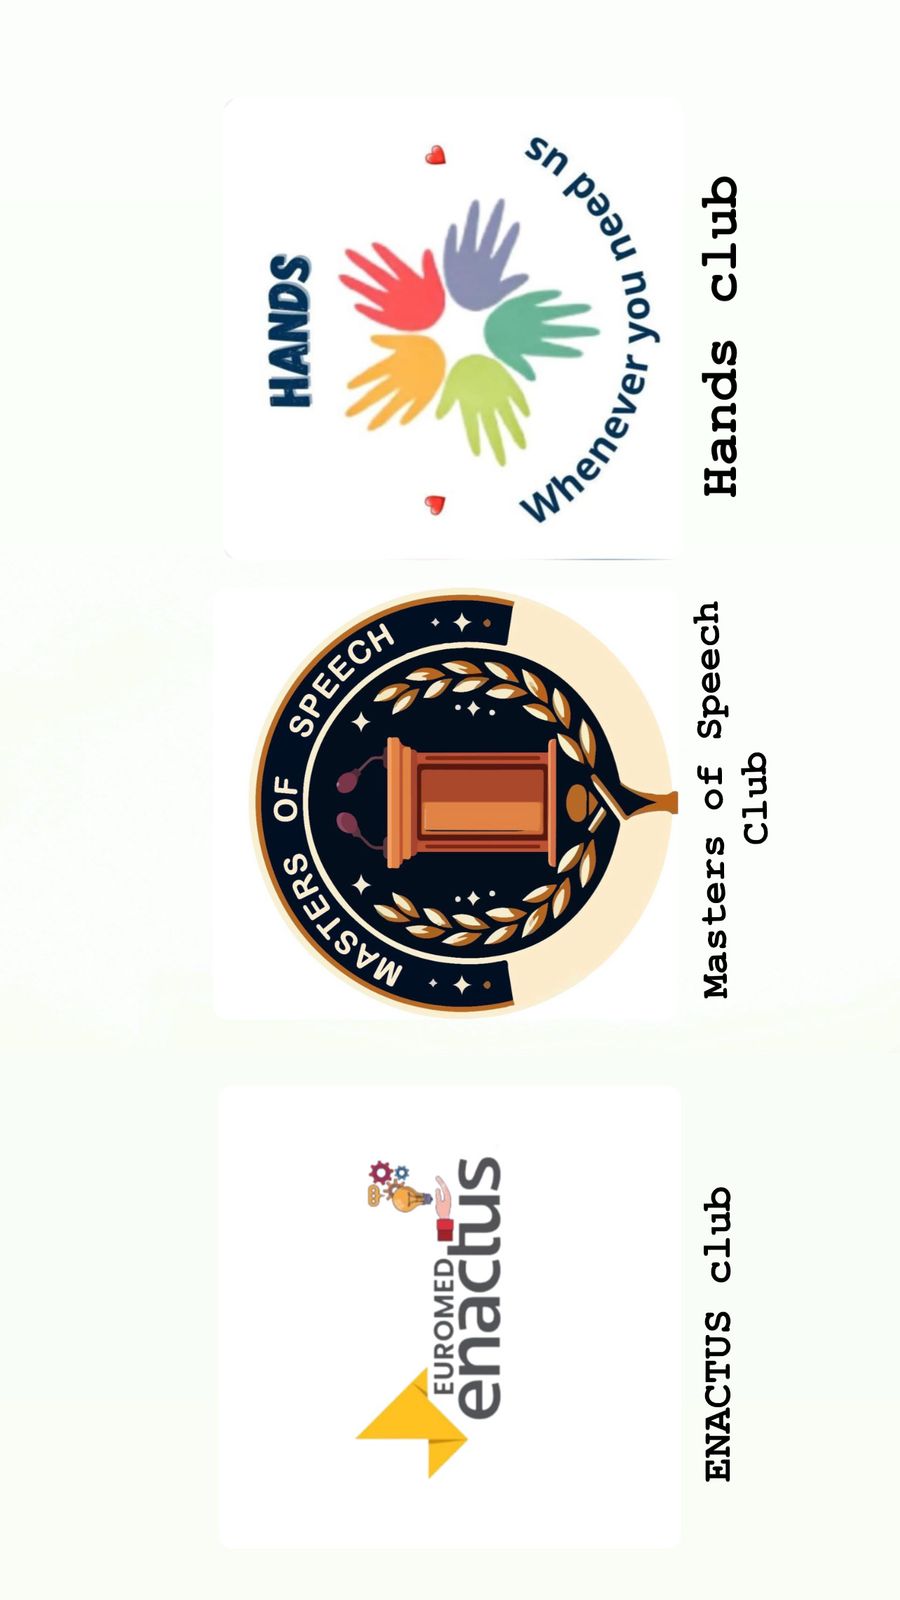 EUROMED
enactus
ENACTUS club
MASTERS OF SPEECH
Masters of Speech
Club
HANDS
Whenever you need us
Hands club